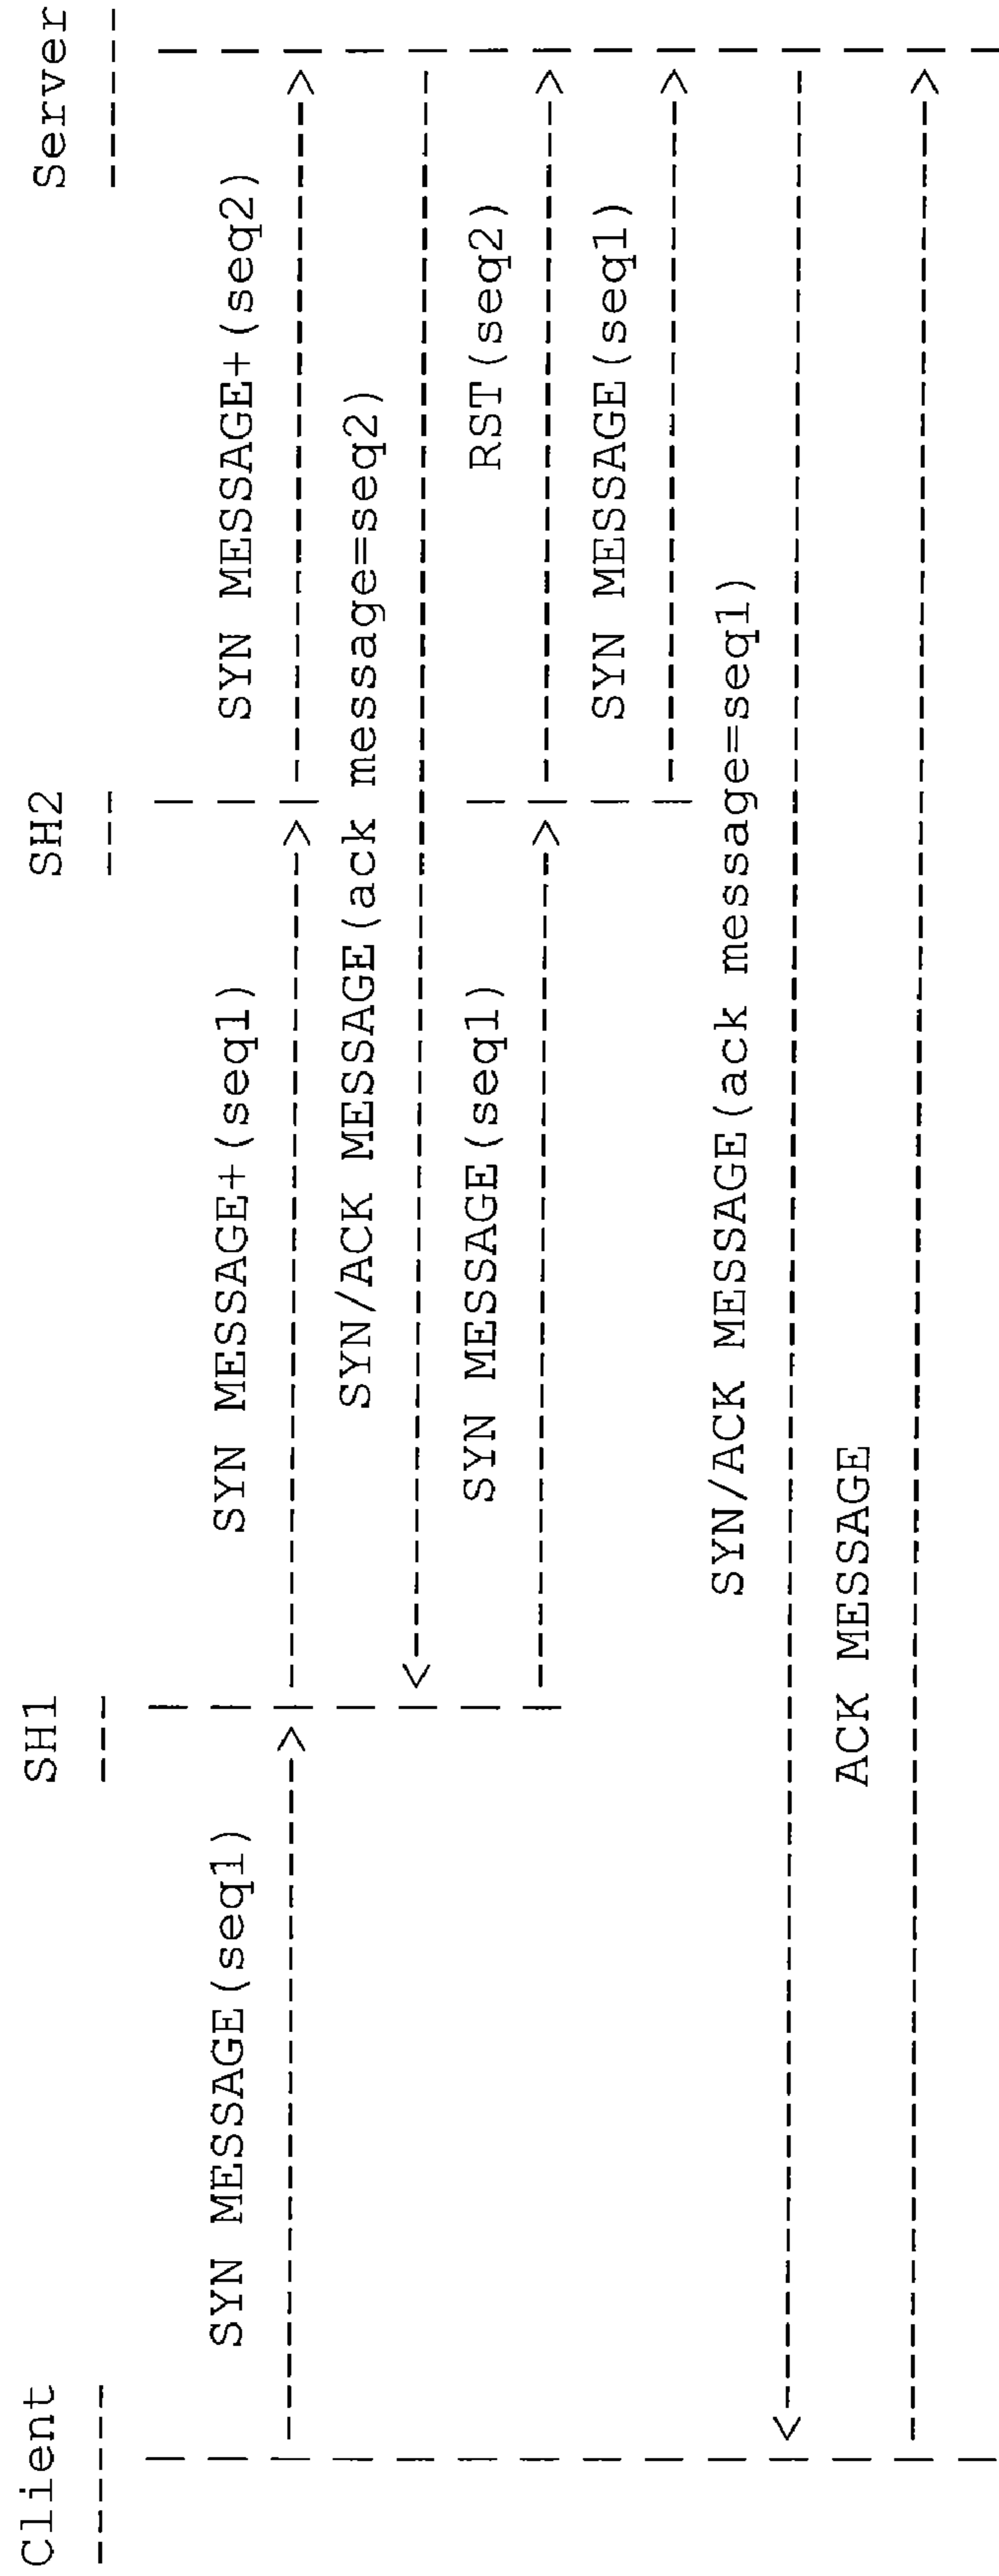 Client SH1 SH2 Server
SYN MESSAGE(seq1) SYN MESSAGE+(seq1) SYN MESSAGE+(seq2)
SYN/ACK MESSAGE(ack message=seq2)
SYN MESSAGE(seq1) RST(seq2)
SYN MESSAGE(seq1)
SYN/ACK MESSAGE(ack message=seq1)
ACK MESSAGE